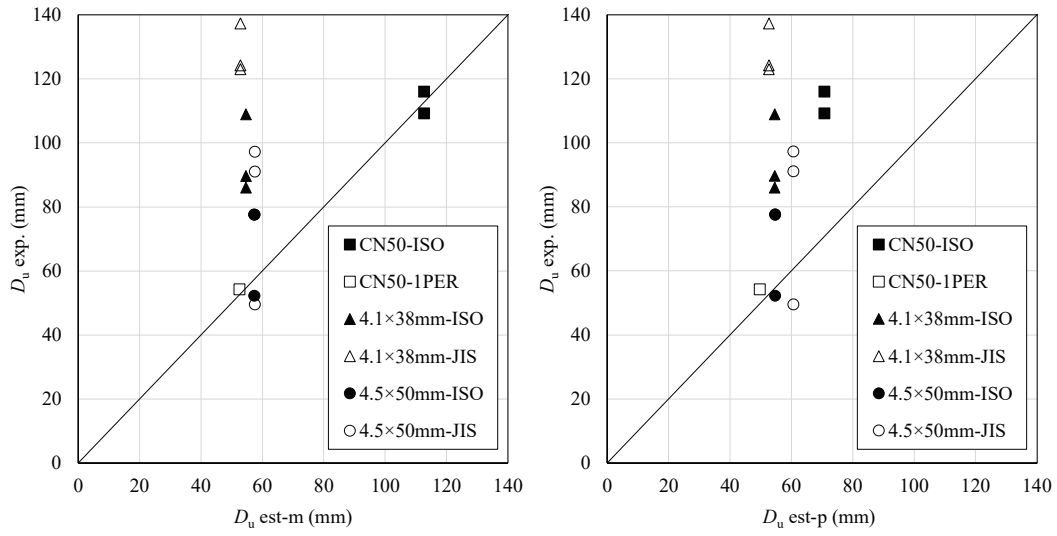 140
120
100
80
60
40
20
0
Du exp. (mm)
CN50-ISO
CN50-1PER
4.1×38mm-ISO
4.1×38mm-JIS
4.5×50mm-ISO
4.5×50mm-JIS
0 20 40 60 80 100 120 140
Du est-m (mm)
140
120
100
80
60
40
20
0
Du exp. (mm)
CN50-ISO
CN50-1PER
4.1×38mm-ISO
4.1×38mm-JIS
4.5×50mm-ISO
4.5×50mm-JIS
0 20 40 60 80 100 120 140
Du est-p (mm)